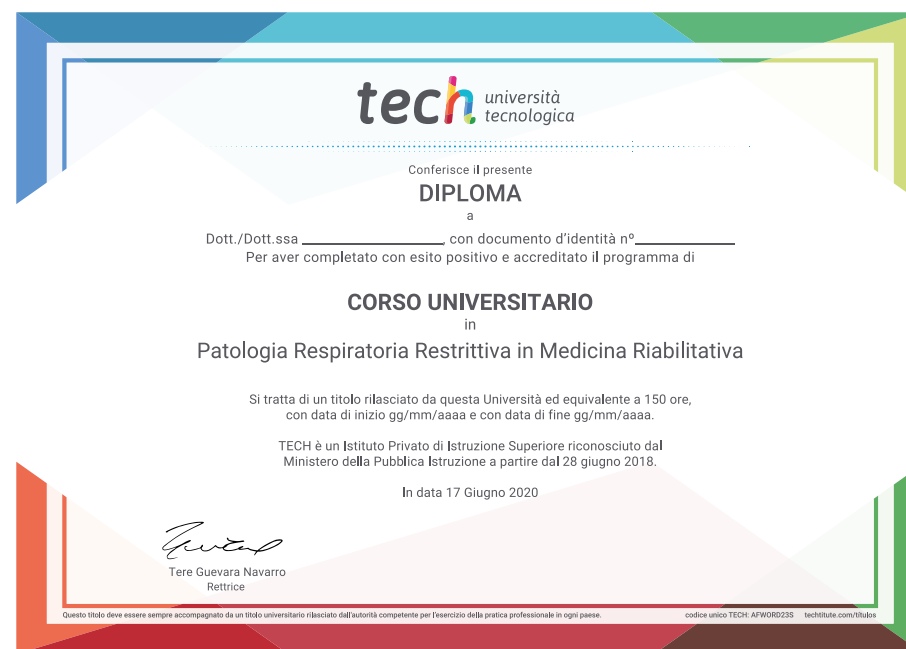 tech università
tecnologica
Conferisce il presente
DIPLOMA
a
Dott./Dott.ssa ____________________, con documento d'identità nº______________
Per aver completato con esito positivo e accreditato il programma di
CORSO UNIVERSITARIO
in
Patologia Respiratoria Restrittiva in Medicina Riabilitativa
Si tratta di un titolo rilasciato da questa Università ed equivalente a 150 ore,
con data di inizio gg/mm/aaaa e con data di fine gg/mm/aaaa.
TECH è un Istituto Privato di Istruzione Superiore riconosciuto dal
Ministero della Pubblica Istruzione a partire dal 28 giugno 2018.
In data 17 Giugno 2020
Tere Guevara Navarro
Rettrice
Questo titolo deve essere sempre accompagnato da un titolo universitario rilasciato dall'autorità competente per l'esercizio della pratica professionale in ogni paese. codice unico TECH: AFWORD23S techtitute.com/títulos